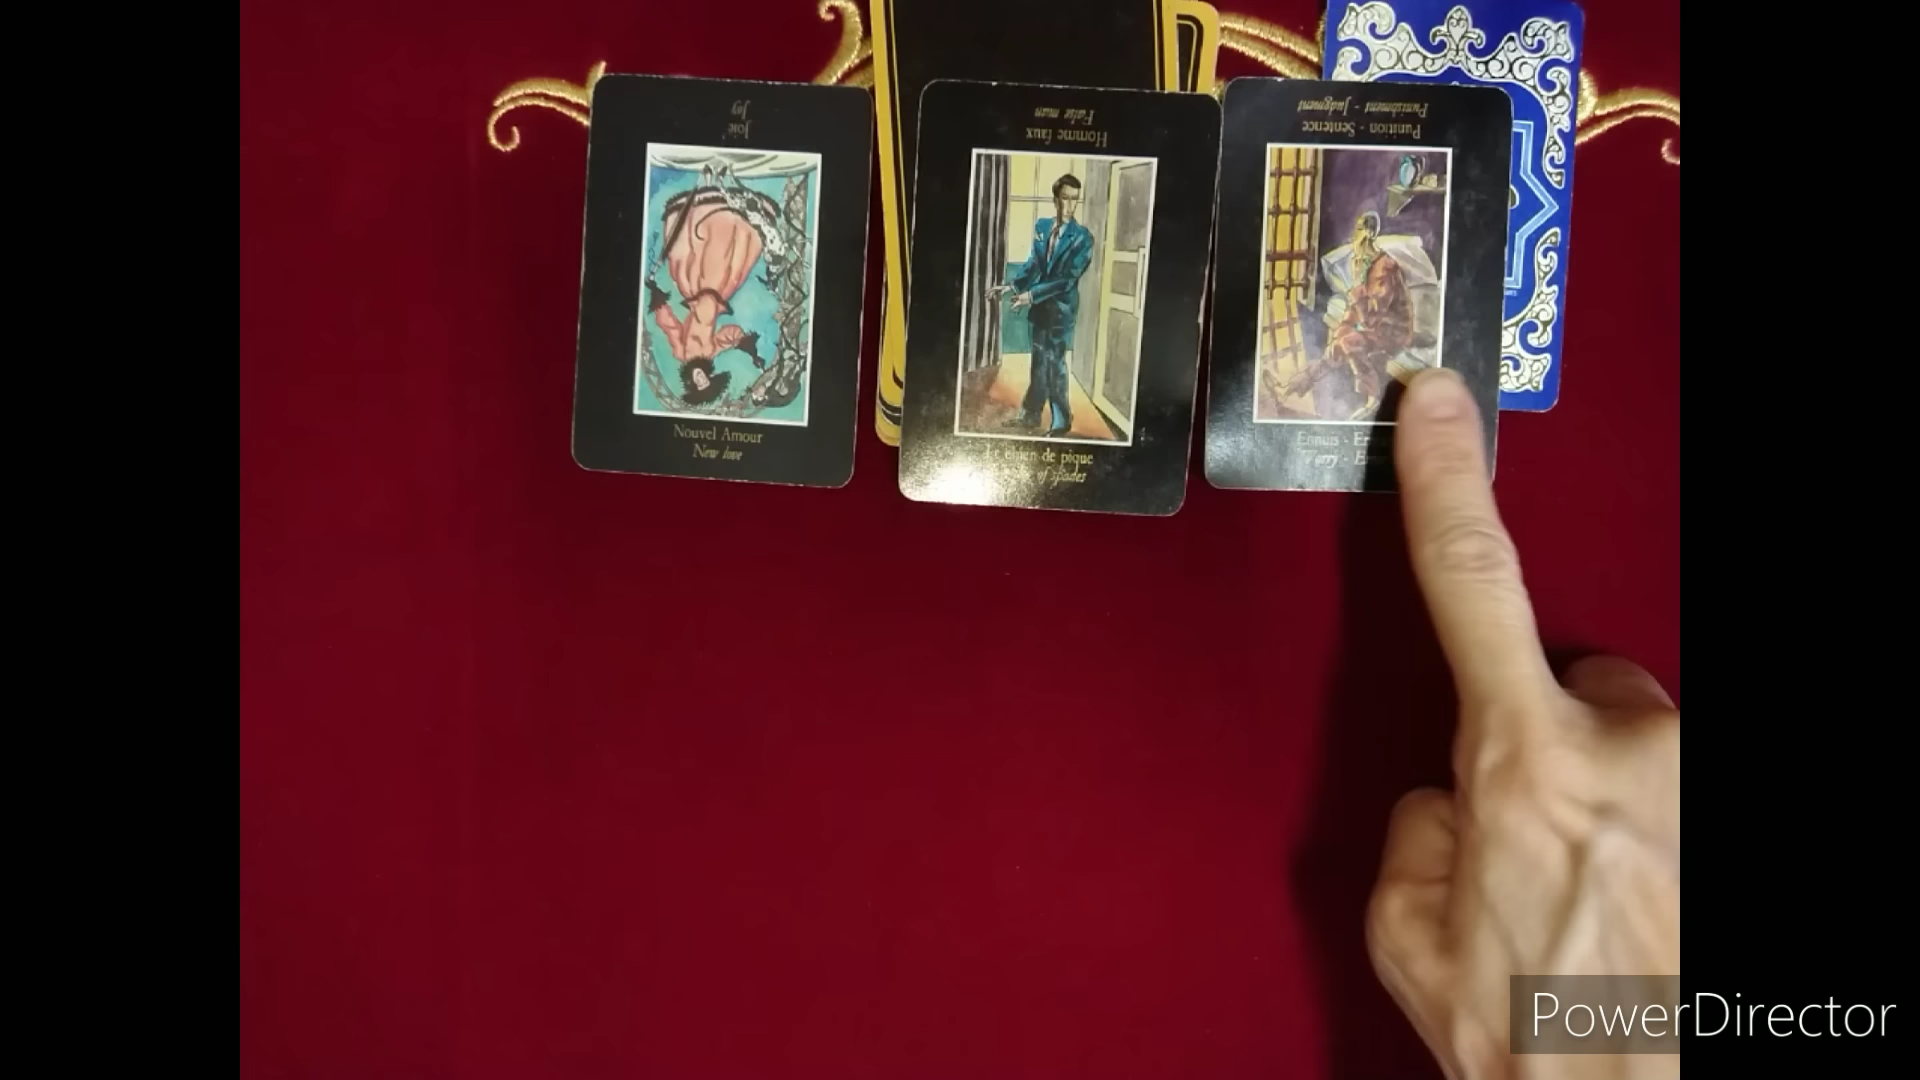 Joie
Joy
Nouvel Amour
New love
Homme faux
False man
de pique
of spades
Punition - Sentence
Punishment - Judgment
Ennuis -
Worry -
PowerDirector